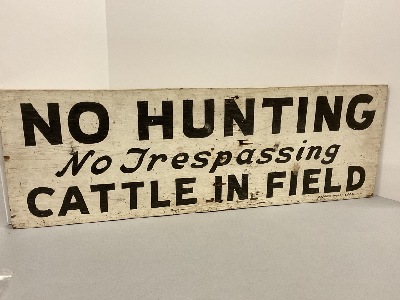 NO HUNTING
No Trespassing
CATTLE IN FIELD